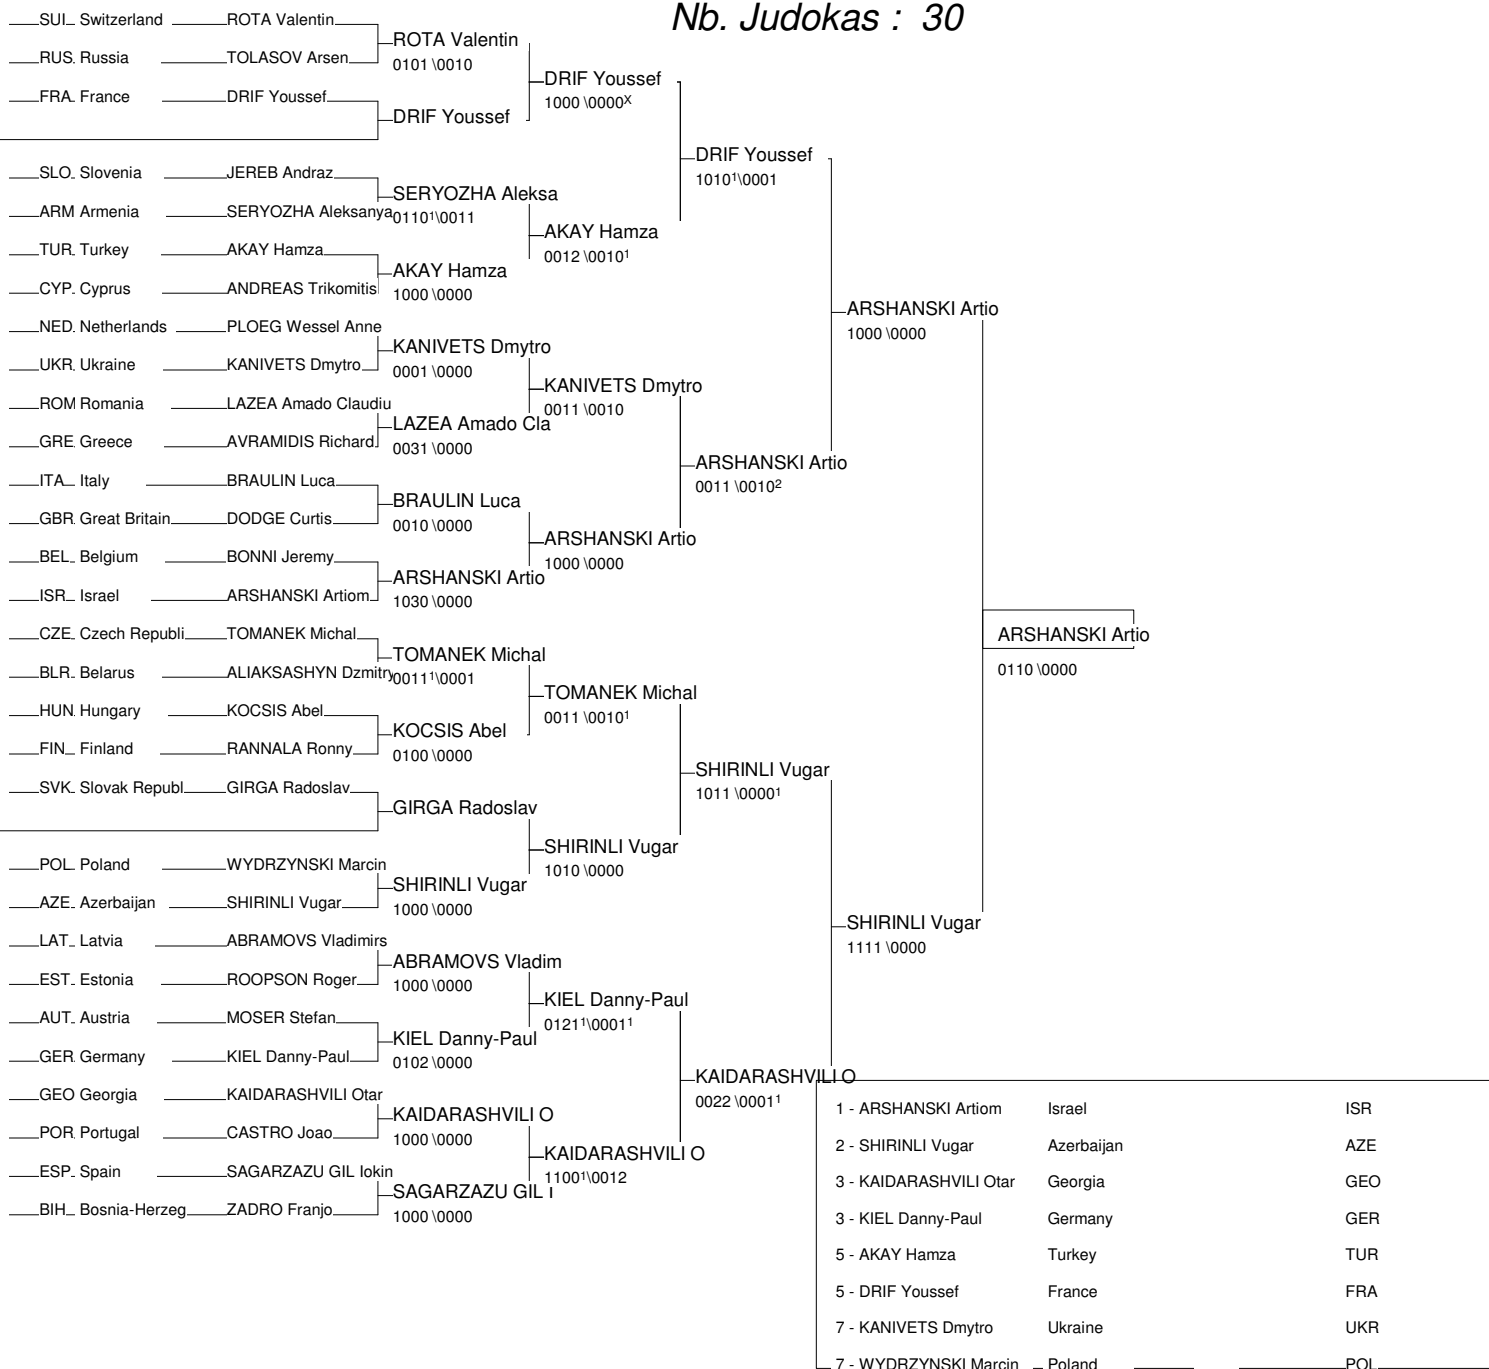 Nb. Judokas : 30
SUI Switzerland ROTA Valentin
ROTA Valentin
0101 \0010
RUS Russia TOLASOV Arsen
DRIF Youssef
1000 \0000X
FRA France DRIF Youssef
DRIF Youssef
DRIF Youssef
1010¹\0001
SLO Slovenia JEREB Andraz
SERYOZHA Aleksa
0110¹\0011
ARM Armenia SERYOZHA Aleksanya
AKAY Hamza
0012 \0010¹
TUR Turkey AKAY Hamza
AKAY Hamza
1000 \0000
CYP Cyprus ANDREAS Trikomitis
ARSHANSKI Artio
1000 \0000
NED Netherlands PLOEG Wessel Anne
KANIVETS Dmytro
0001 \0000
UKR Ukraine KANIVETS Dmytro
KANIVETS Dmytro
0011 \0010
ROM Romania LAZEA Amado Claudiu
LAZEA Amado Cla
0031 \0000
GRE Greece AVRAMIDIS Richard
ARSHANSKI Artio
0011 \0010²
ITA Italy BRAULIN Luca
BRAULIN Luca
0010 \0000
GBR Great Britain DODGE Curtis
ARSHANSKI Artio
1000 \0000
BEL Belgium BONNI Jeremy
ARSHANSKI Artio
1030 \0000
ISR Israel ARSHANSKI Artiom
ARSHANSKI Artio
0110 \0000
CZE Czech Republi TOMANEK Michal
TOMANEK Michal
0011¹\0001
BLR Belarus ALIAKSASHYN Dzmitry
TOMANEK Michal
0011 \0010¹
HUN Hungary KOCSIS Abel
KOCSIS Abel
0100 \0000
FIN Finland RANNALA Ronny
SHIRINLI Vugar
1011 \0000¹
SVK Slovak Republ GIRGA Radoslav
GIRGA Radoslav
SHIRINLI Vugar
1010 \0000
POL Poland WYDRZYNSKI Marcin
SHIRINLI Vugar
1000 \0000
AZE Azerbaijan SHIRINLI Vugar
SHIRINLI Vugar
1111 \0000
LAT Latvia ABRAMOVS Vladimirs
ABRAMOVS Vladim
1000 \0000
EST Estonia ROOPSON Roger
KIEL Danny-Paul
0121¹\0001¹
AUT Austria MOSER Stefan
KIEL Danny-Paul
0102 \0000
GER Germany KIEL Danny-Paul
KAIDARASHVILI O
0022 \0001¹
GEO Georgia KAIDARASHVILI Otar
KAIDARASHVILI O
1000 \0000
POR Portugal CASTRO Joao
KAIDARASHVILI O
1100¹\0012
ESP Spain SAGARZAZU GIL Iokin
SAGARZAZU GIL I
1000 \0000
BIH Bosnia-Herzeg ZADRO Franjo
1 - ARSHANSKI Artiom Israel ISR
2 - SHIRINLI Vugar Azerbaijan AZE
3 - KAIDARASHVILI Otar Georgia GEO
3 - KIEL Danny-Paul Germany GER
5 - AKAY Hamza Turkey TUR
5 - DRIF Youssef France FRA
7 - KANIVETS Dmytro Ukraine UKR
7 - WYDRZYNSKI Marcin Poland POL